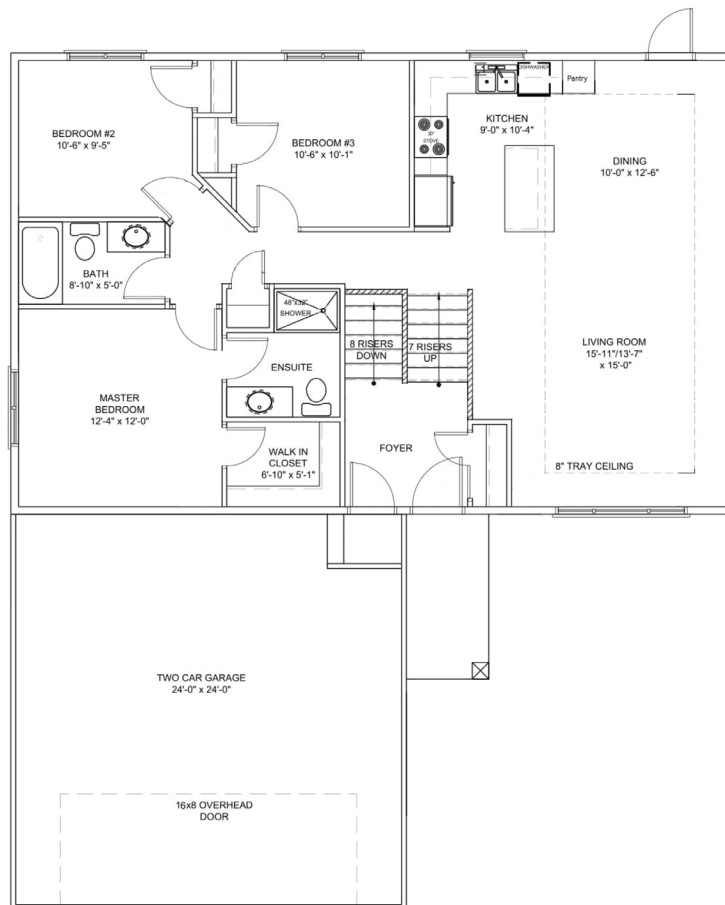 DISHWASHER
Pantry
KITCHEN
9'-0" x 10'-4"
30"
STOVE
BEDROOM #2
10'-6" x 9'-5"
BEDROOM #3
10'-6" x 10'-1"
DINING
10'-0" x 12'-6"
BATH
8'-10" x 5'-0"
48"x32"
SHOWER
8 RISERS
DOWN
7 RISERS
UP
LIVING ROOM
15'-11"/13'-7"
x 15'-0"
ENSUITE
MASTER
BEDROOM
12'-4" x 12'-0"
WALK IN
CLOSET
6'-10" x 5'-1"
FOYER
8" TRAY CEILING
TWO CAR GARAGE
24'-0" x 24'-0"
16x8 OVERHEAD
DOOR